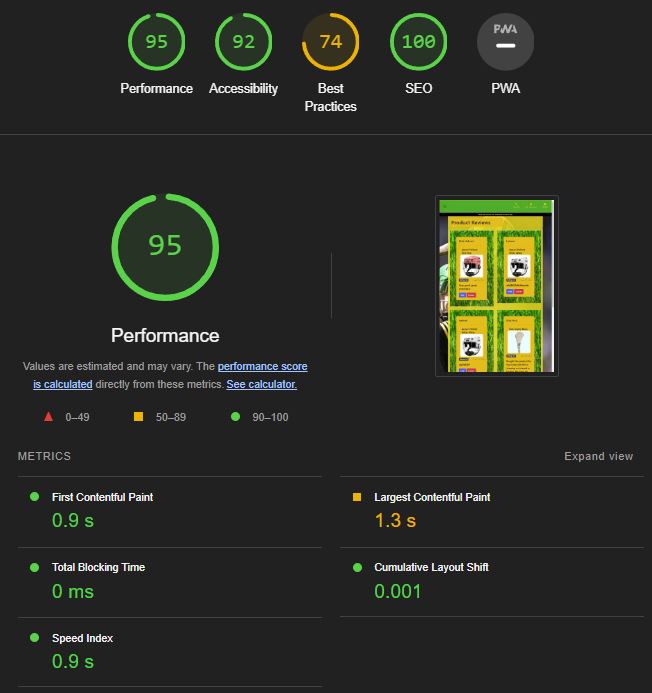 95
92
74
100
PWA
Performance
Accessibility
Best
Practices
SEO
PWA
95
Performance
Values are estimated and may vary. The performance score
is calculated directly from these metrics. See calculator.
0–49
50–89
90–100
Product Reviews
METRICS
Expand view
First Contentful Paint
0.9 s
Largest Contentful Paint
1.3 s
Total Blocking Time
0 ms
Cumulative Layout Shift
0.001
Speed Index
0.9 s